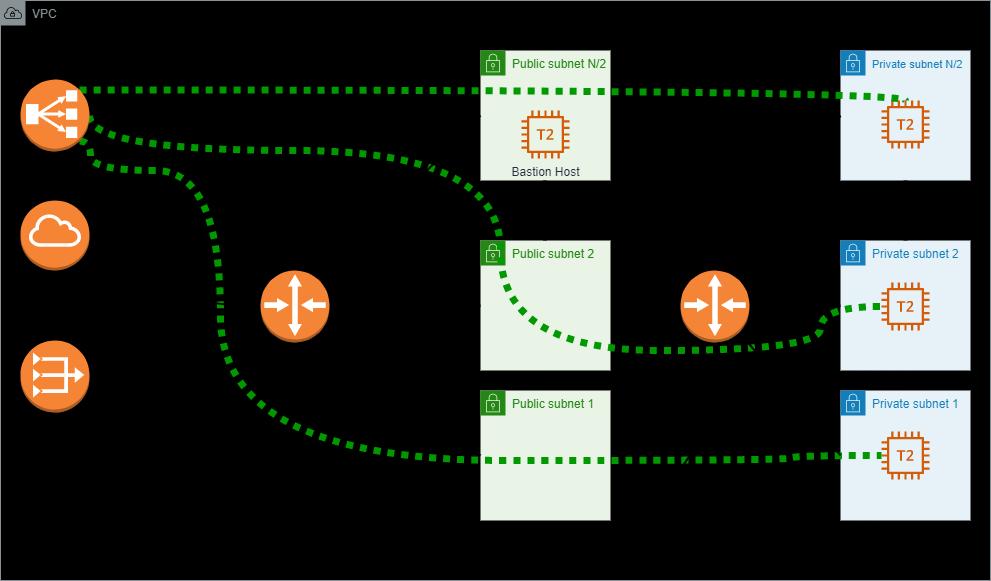 VPC
Public subnet N/2
Private subnet N/2
T2
T2
Bastion Host
Public subnet 2
Private subnet 2
T2
Public subnet 1
Private subnet 1
T2